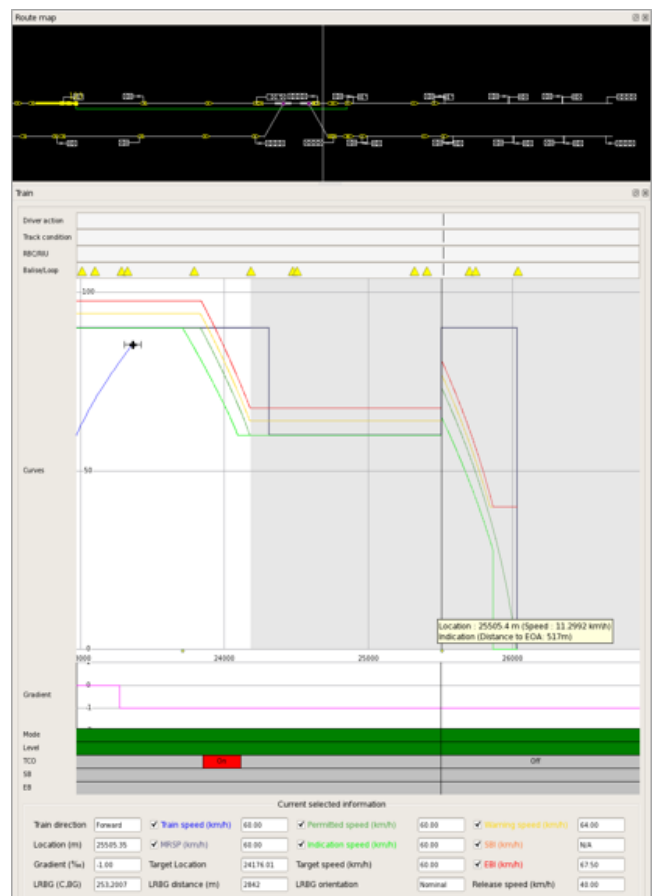 Route map
Train
Driver action
Track condition
RBC/RIU
Balise/Loop
100
Curves
50
Location : 25505.4 m (Speed : 11.2992 km/h)
Indication (Distance to EOA: 517m)
0
24000 25000 26000
0
Gradient
-1
Mode
Level
TCO On Off
SB
EB
Current selected information
Train direction Forward Train speed (km/h) 60.00 Permitted speed (km/h) 60.00 Warning speed (km/h) 64.00
Location (m) 25505.35 MRSP (km/h) 60.00 Indication speed (km/h) 60.00 SBI (km/h) N/A
Gradient (‰) -1.00 Target Location 24176.01 Target speed (km/h) 60.00 EBI (km/h) 67.50
LRBG (C,BG) 253,2007 LRBG distance (m) 2842 LRBG orientation Nominal Release speed (km/h) 40.00